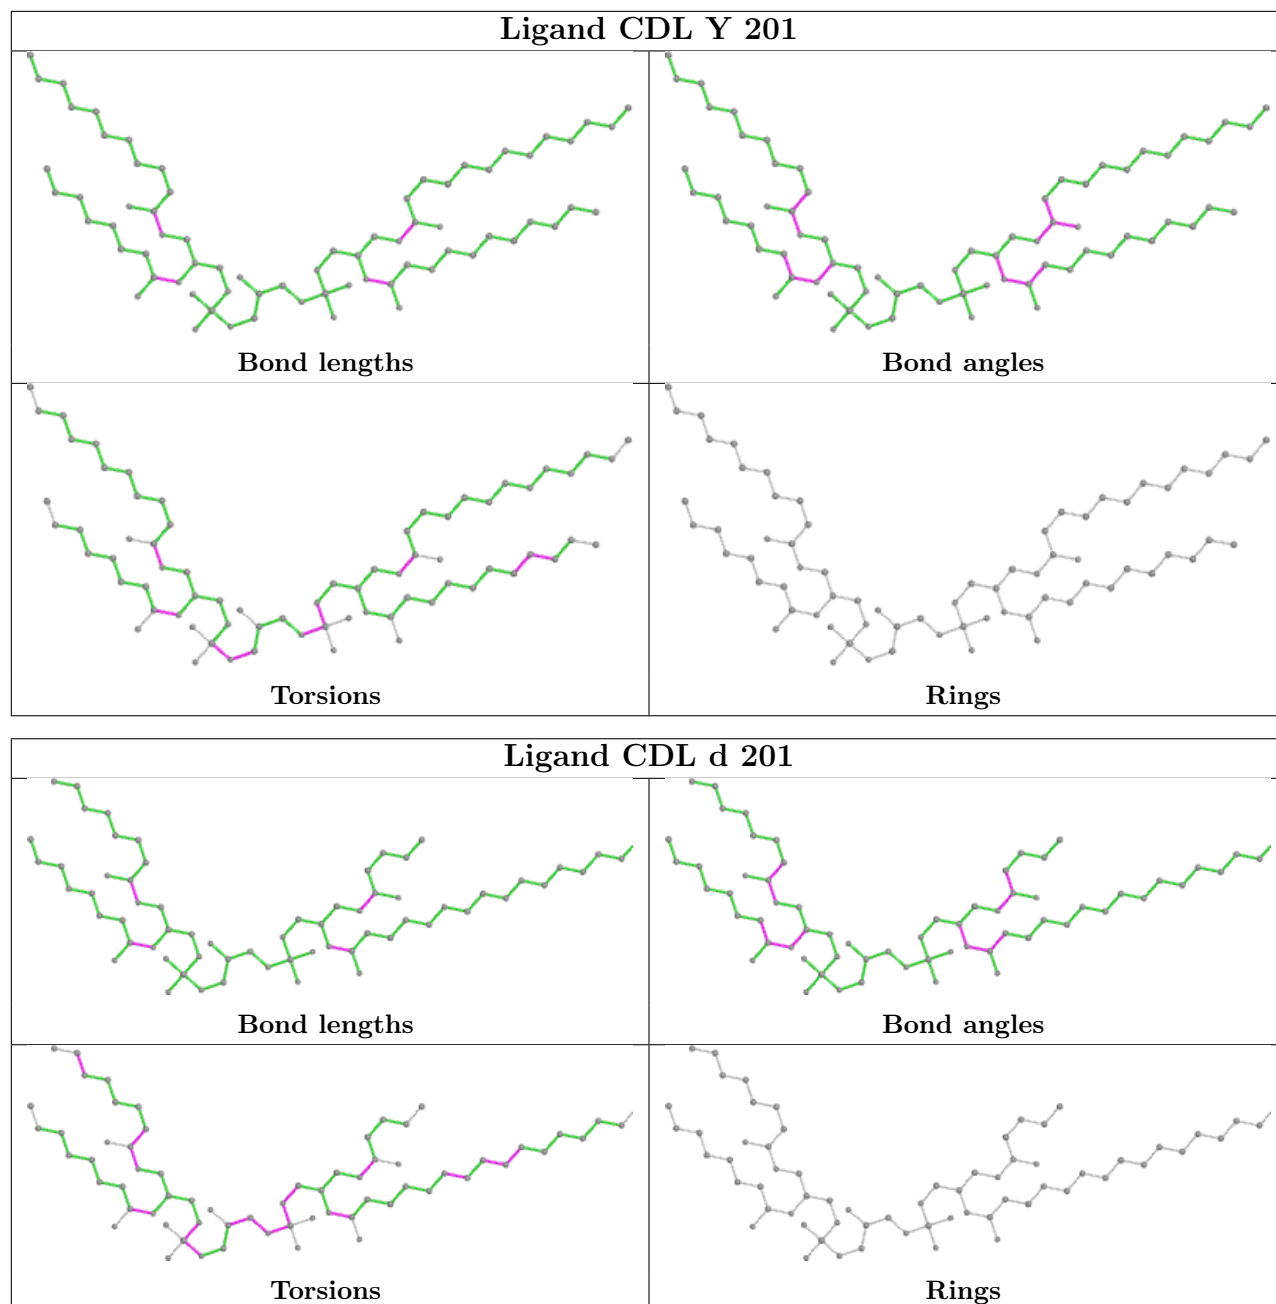 Ligand CDL Y 201
Bond lengths
Bond angles
Torsions
Rings
Ligand CDL d 201
Bond lengths
Bond angles
Torsions
Rings